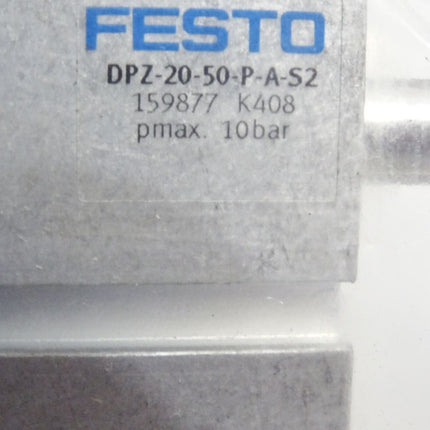 FESTO
DPZ-20-50-P-A-S2
159877 K408
pmax. 10bar